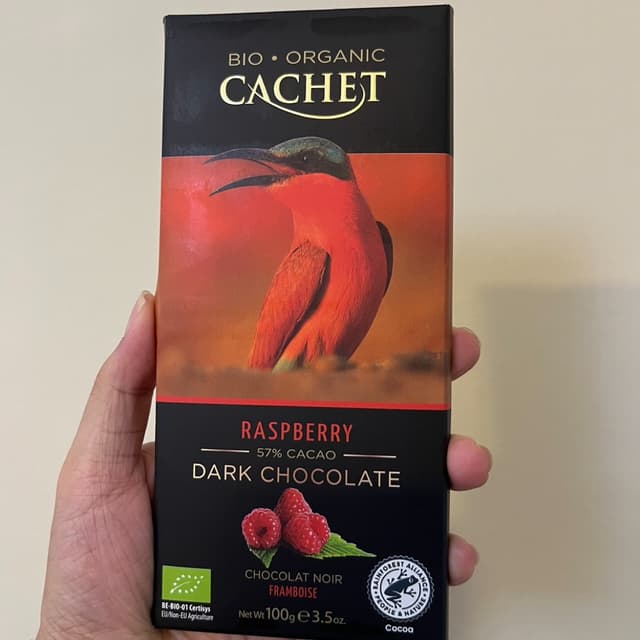 BIO • ORGANIC
CACHET
RASPBERRY
57% CACAO
DARK CHOCOLATE
CHOCOLAT NOIR
FRAMBOISE
BE-BIO-01 Certisys
EU/Non-EU Agriculture
Net Wt 100g ℮ 3.5oz.
RAINFOREST ALLIANCE
PEOPLE & NATURE
Cocoa